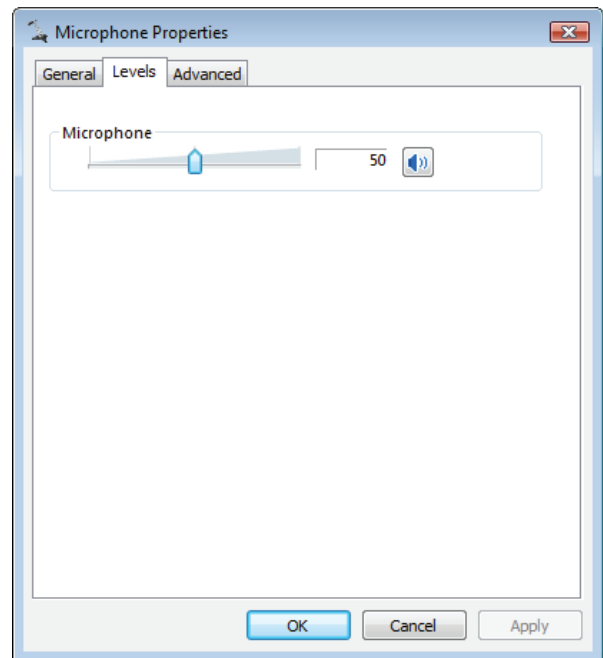 Microphone Properties
General Levels Advanced
Microphone
50
OK Cancel Apply